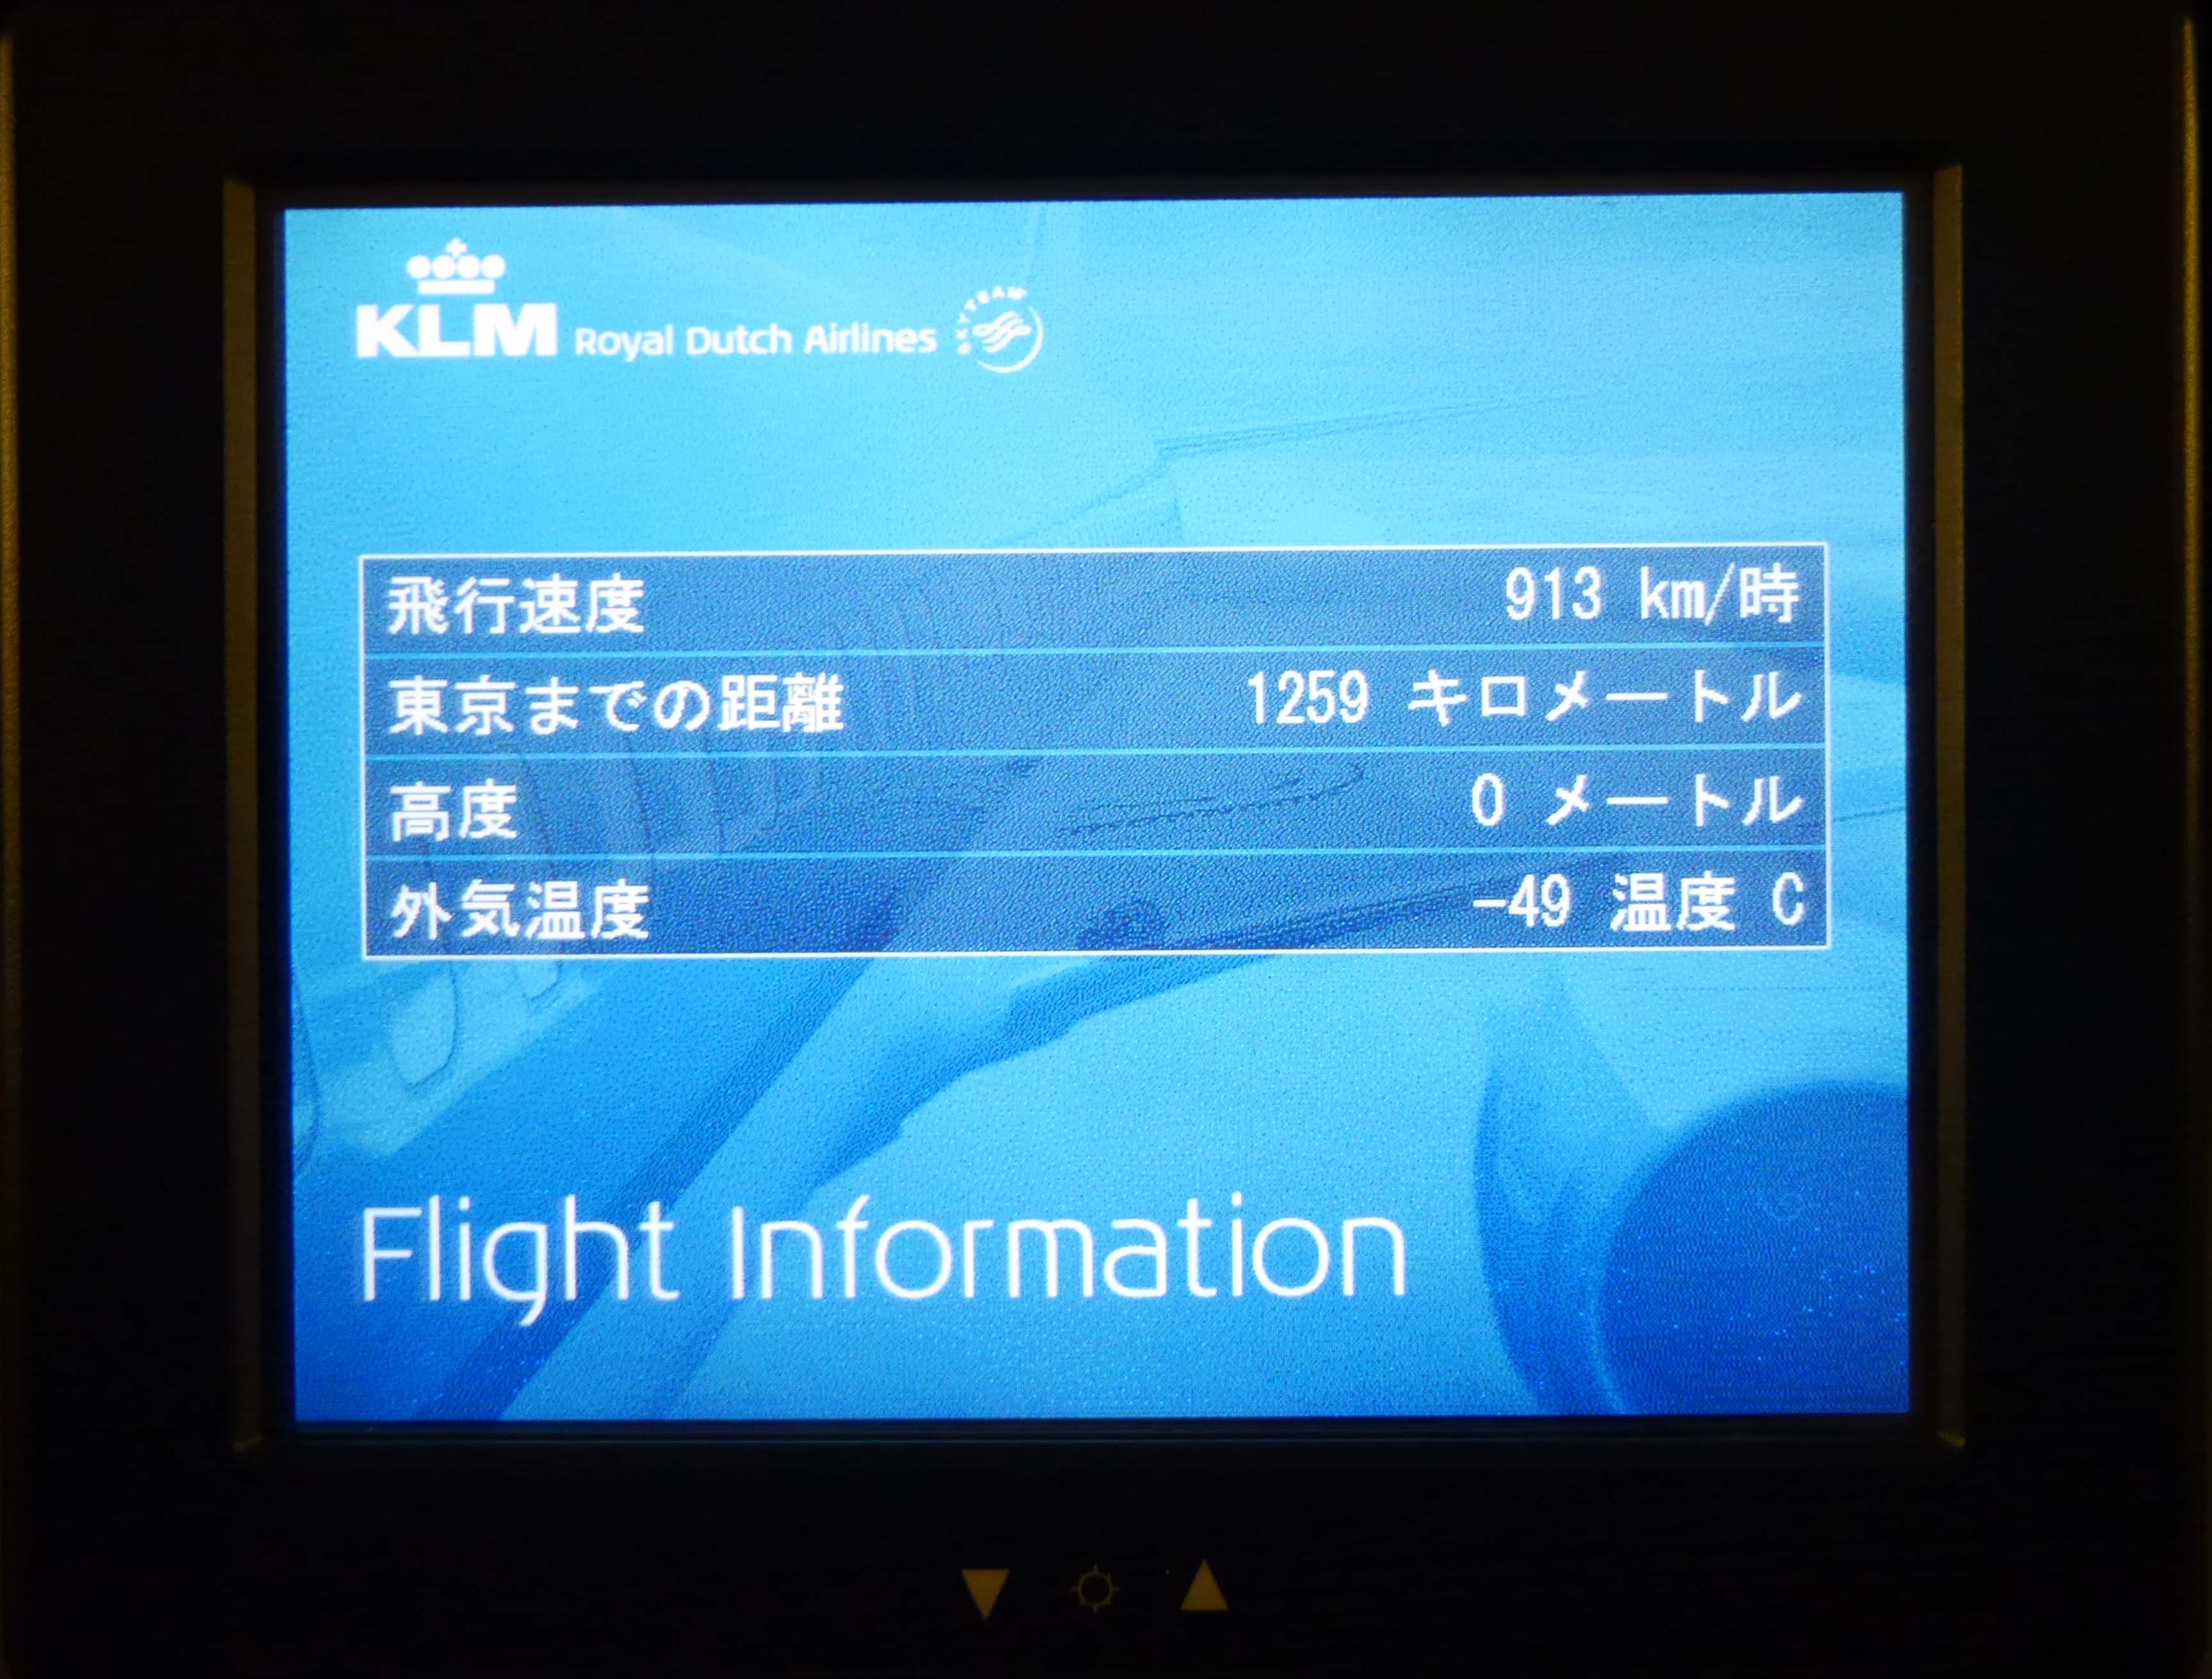 KLM Royal Dutch Airlines SKYTEAM
飛行速度 913 km/時
東京までの距離 1259 キロメートル
高度 0 メートル
外気温度 -49 温度 C
Flight Information